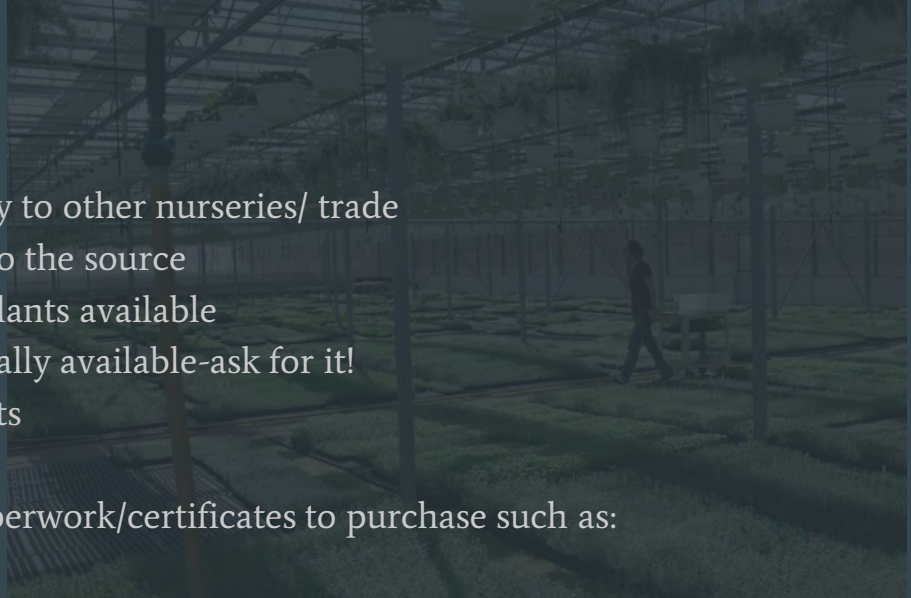 y to other nurseries/ trade
o the source
lants available
ally available-ask for it!
ts
perwork/certificates to purchase such as: